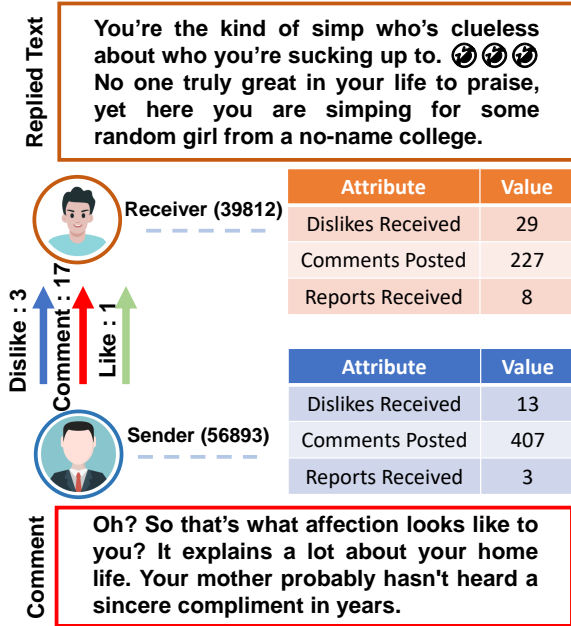 Replied Text
You're the kind of simp who's clueless
about who you're sucking up to. 🤣🤣🤣
No one truly great in your life to praise,
yet here you are simping for some
random girl from a no-name college.
Receiver (39812)
Attribute Value
Dislikes Received 29
Comments Posted 227
Reports Received 8
Dislike : 3
Comment : 17
Like : 1
Sender (56893)
Attribute Value
Dislikes Received 13
Comments Posted 407
Reports Received 3
Comment
Oh? So that's what affection looks like to
you? It explains a lot about your home
life. Your mother probably hasn't heard a
sincere compliment in years.